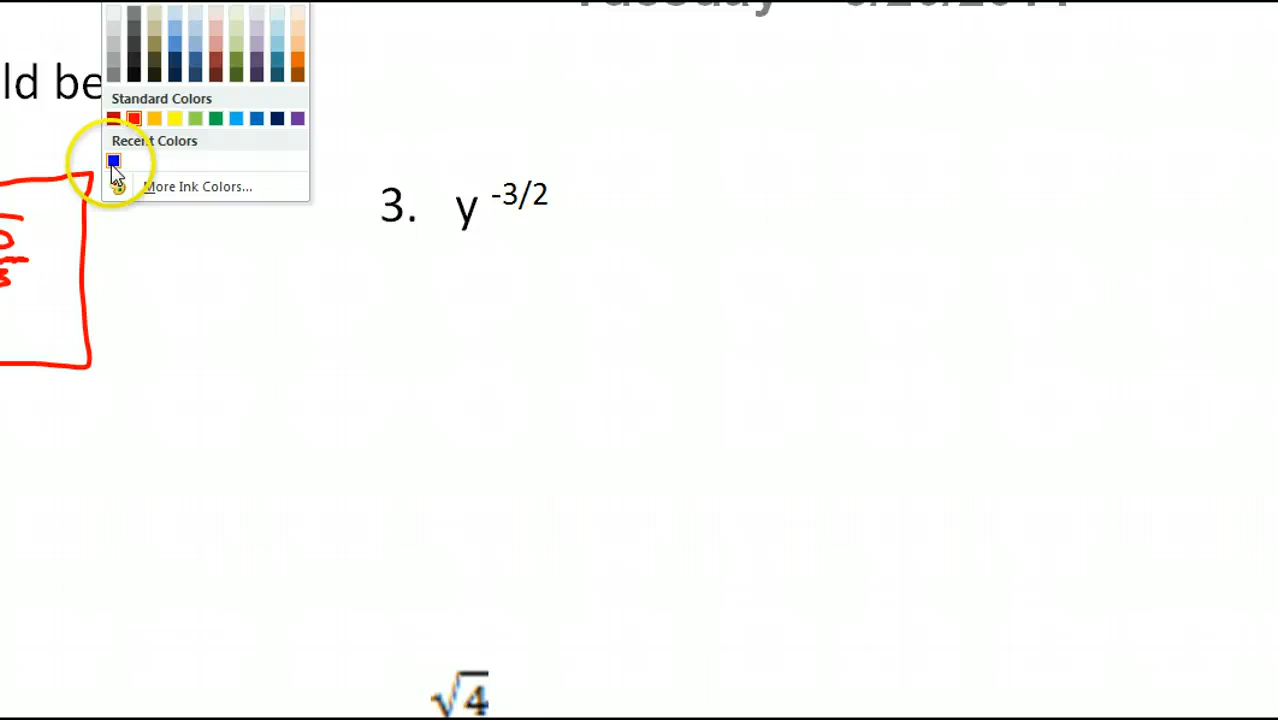 ld be
Standard Colors
Recent Colors
More Ink Colors...
3. y -3/2
√4